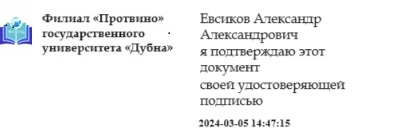 Филиал «Протвино»
государственного
университета «Дубна»
Евсиков Александр
Александрович
я подтверждаю этот
документ
своей удостоверяющей
подписью
2024-03-05 14:47:15